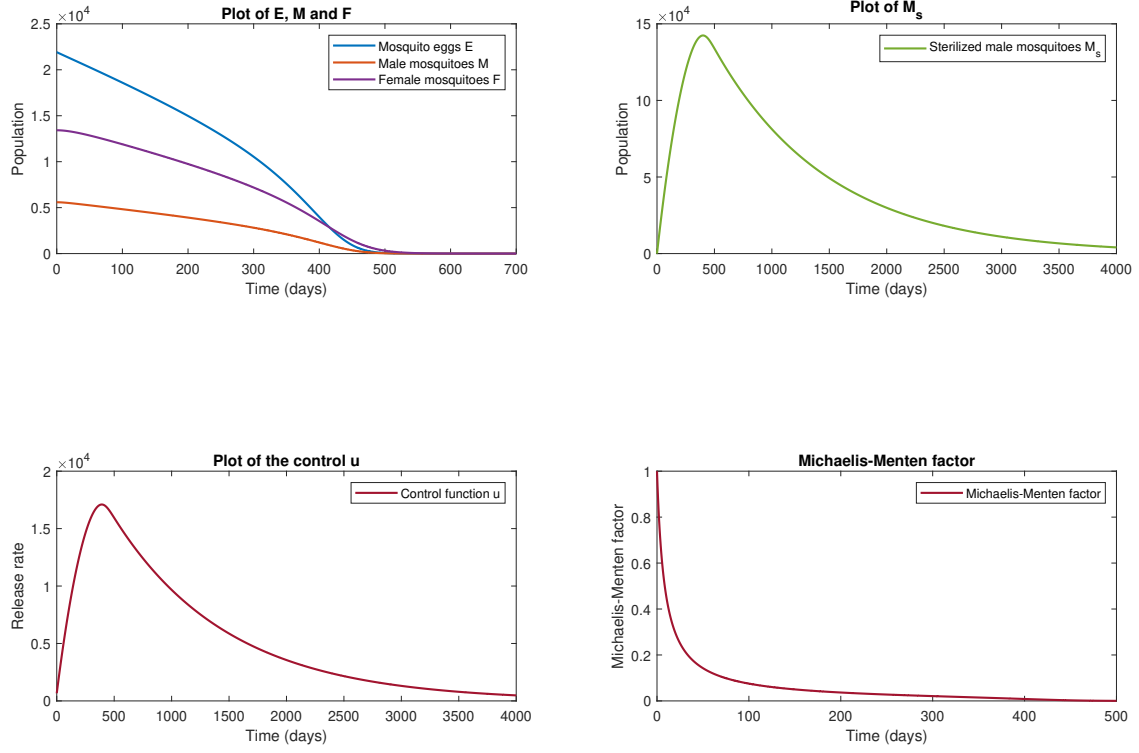 Plot of E, M and F
×10^4
2.5
2
1.5
1
0.5
0
Population
0 100 200 300 400 500 600 700
Time (days)
Mosquito eggs E
Male mosquitoes M
Female mosquitoes F
Plot of M_s
×10^4
15
10
5
0
Population
0 500 1000 1500 2000 2500 3000 3500 4000
Time (days)
Sterilized male mosquitoes M_s
Plot of the control u
×10^4
2
1.5
1
0.5
0
Release rate
0 500 1000 1500 2000 2500 3000 3500 4000
Time (days)
Control function u
Michaelis-Menten factor
1
0.8
0.6
0.4
0.2
0
Michaelis-Menten factor
0 100 200 300 400 500
Time (days)
Michaelis-Menten factor